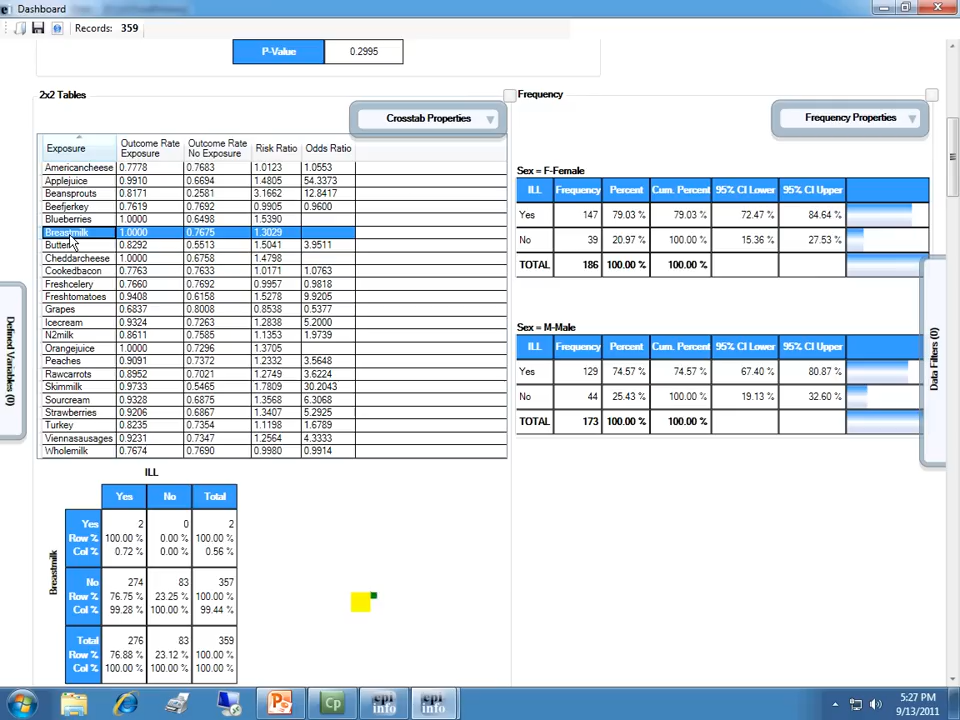 Dashboard
Records: 359
P-Value 0.2995
2x2 Tables
Crosstab Properties
Exposure Outcome Rate Exposure Outcome Rate No Exposure Risk Ratio Odds Ratio
Americancheese 0.7778 0.7683 1.0123 1.0553
Applejuice 0.9910 0.6694 1.4805 54.3373
Beansprouts 0.8171 0.2581 3.1662 12.8417
Beefjerky 0.7619 0.7692 0.9905 0.9600
Blueberries 1.0000 0.6498 1.5390
Breastmilk 1.0000 0.7675 1.3029
Butter 0.8292 0.5513 1.5041 3.9511
Cheddarcheese 1.0000 0.6758 1.4798
Cookedbacon 0.7763 0.7633 1.0171 1.0763
Freshcelery 0.7660 0.7692 0.9957 0.9818
Freshtomatoes 0.9408 0.6158 1.5278 9.9205
Grapes 0.6837 0.8008 0.8538 0.5377
Icecream 0.9324 0.7263 1.2838 5.2000
N2milk 0.8611 0.7585 1.1353 1.9739
Orangejuice 1.0000 0.7296 1.3705
Peaches 0.9091 0.7372 1.2332 3.5648
Rawcarrots 0.8952 0.7021 1.2749 3.6224
Skimmilk 0.9733 0.5465 1.7809 30.2043
Sourcream 0.9328 0.6875 1.3568 6.3068
Strawberries 0.9206 0.6867 1.3407 5.2925
Turkey 0.8235 0.7354 1.1198 1.6789
Viennasausages 0.9231 0.7347 1.2564 4.3333
Wholemilk 0.7674 0.7690 0.9980 0.9914
ILL
Yes No Total
Breastmilk
Yes 2 0 2
Row % 100.00 % 0.00 % 100.00 %
Col % 0.72 % 0.00 % 0.56 %
No 274 83 357
Row % 76.75 % 23.25 % 100.00 %
Col % 99.28 % 100.00 % 99.44 %
Total 276 83 359
Row % 76.88 % 23.12 % 100.00 %
Col % 100.00 % 100.00 % 100.00 %
Frequency
Frequency Properties
Sex = F-Female
ILL Frequency Percent Cum. Percent 95% CI Lower 95% CI Upper
Yes 147 79.03 % 79.03 % 72.47 % 84.64 %
No 39 20.97 % 100.00 % 15.36 % 27.53 %
TOTAL 186 100.00 % 100.00 %
Sex = M-Male
ILL Frequency Percent Cum. Percent 95% CI Lower 95% CI Upper
Yes 129 74.57 % 74.57 % 67.40 % 80.87 %
No 44 25.43 % 100.00 % 19.13 % 32.60 %
TOTAL 173 100.00 % 100.00 %
Defined Variables (0)
Data Filters (0)
Cp
epi info
epi info
5:27 PM
9/13/2011